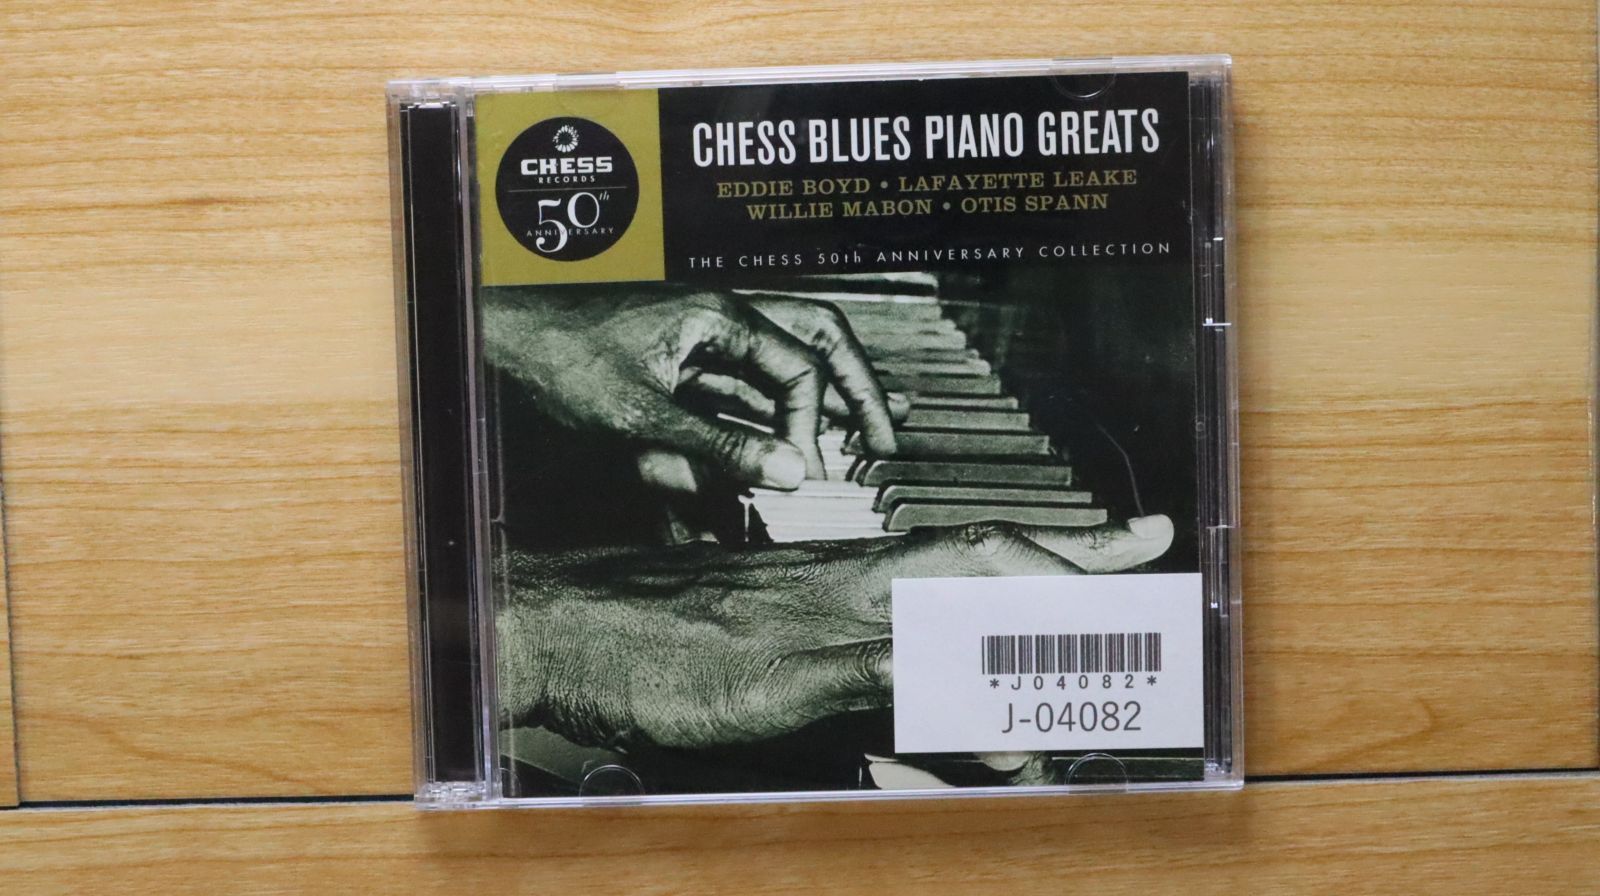 CHESS
RECORDS
50th
ANNIVERSARY
CHESS BLUES PIANO GREATS
EDDIE BOYD • LAFAYETTE LEAKE
WILLIE MABON • OTIS SPANN
THE CHESS 50th ANNIVERSARY COLLECTION
*J04082*
J-04082